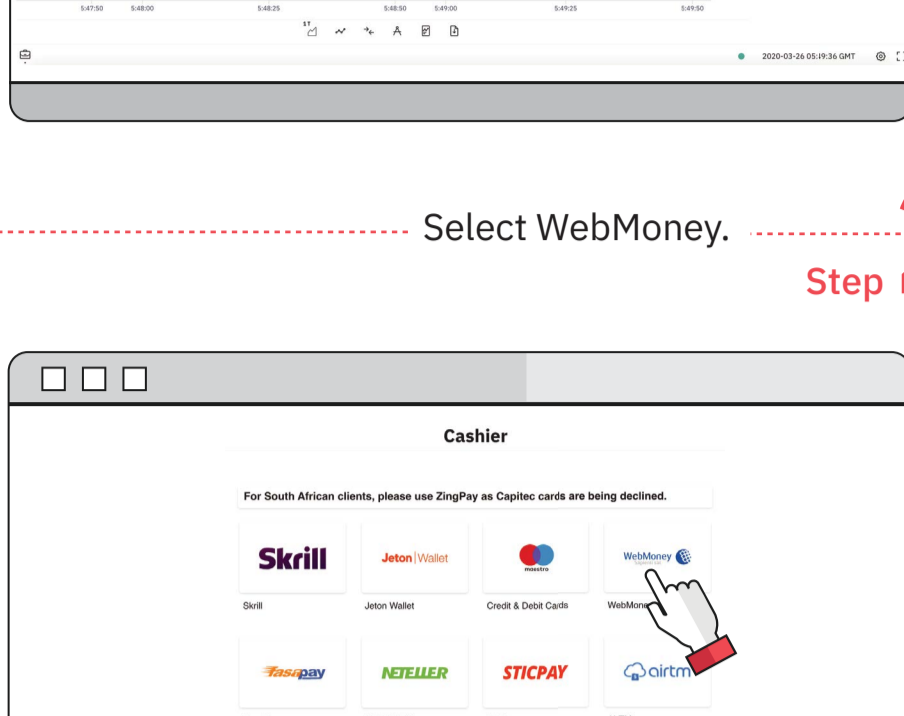 5:47:50 5:48:00 5:48:25 5:48:50 5:49:00 5:49:25 5:49:50
1T
2020-03-26 05:19:36 GMT
Select WebMoney.
Step
Cashier
For South African clients, please use ZingPay as Capitec cards are being declined.
Skrill Jeton Wallet maestro WebMoney
Skrill Jeton Wallet Credit & Debit Cards WebMone
Fasapay NETELLER STICPAY airtm